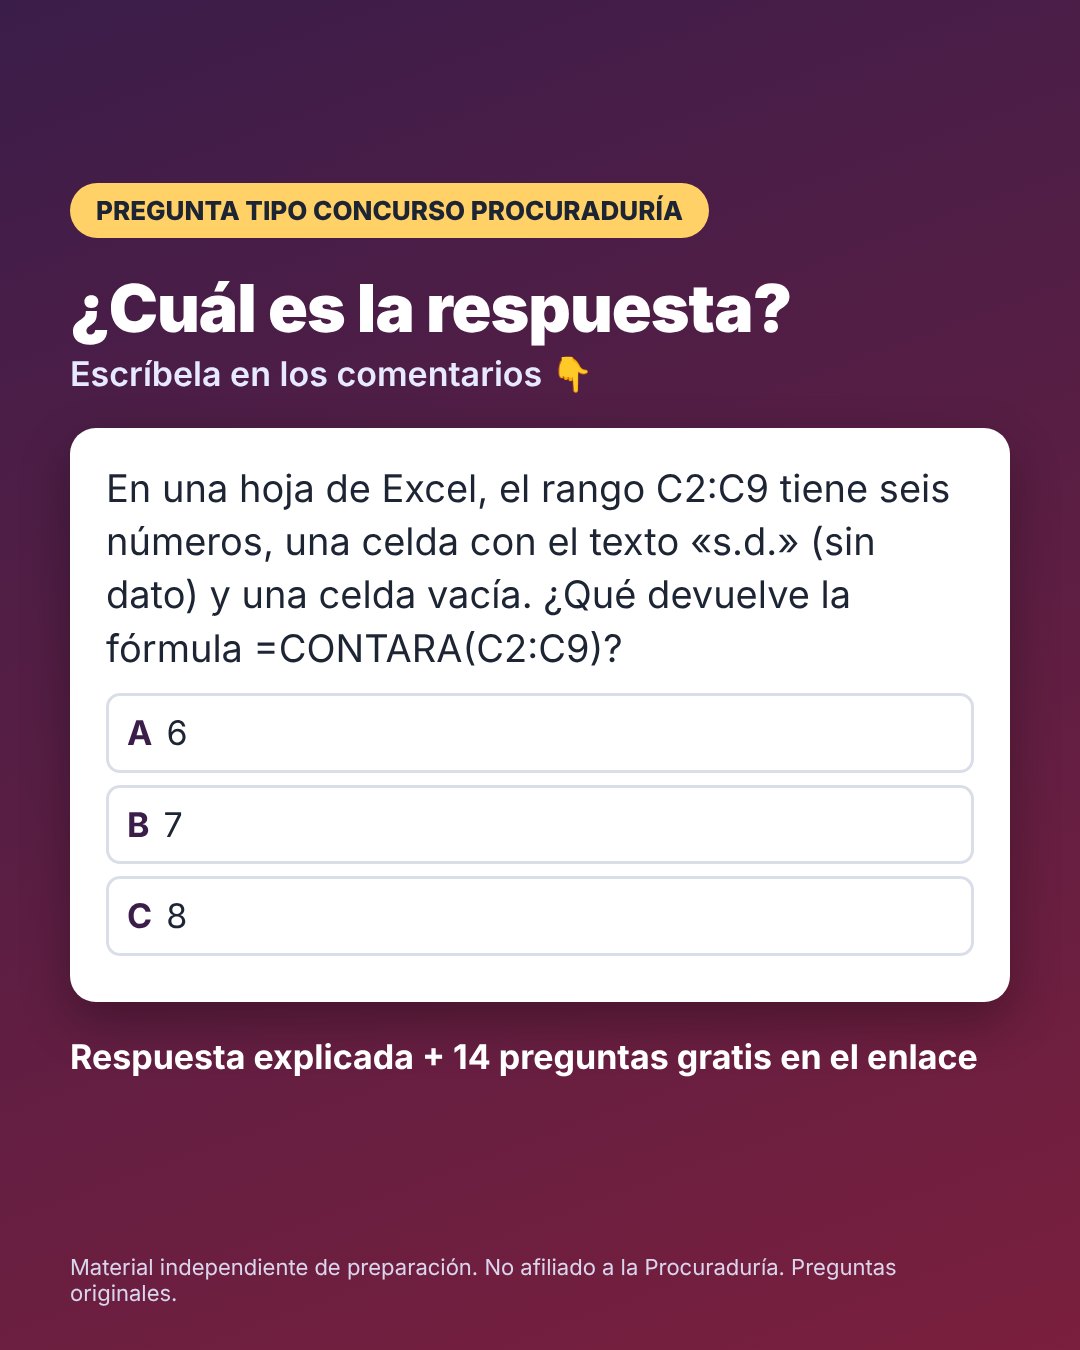 PREGUNTA TIPO CONCURSO PROCURADURÍA
¿Cuál es la respuesta?
Escríbela en los comentarios 👇
En una hoja de Excel, el rango C2:C9 tiene seis
números, una celda con el texto «s.d.» (sin
dato) y una celda vacía. ¿Qué devuelve la
fórmula =CONTARA(C2:C9)?
A 6
B 7
C 8
Respuesta explicada + 14 preguntas gratis en el enlace
Material independiente de preparación. No afiliado a la Procuraduría. Preguntas
originales.